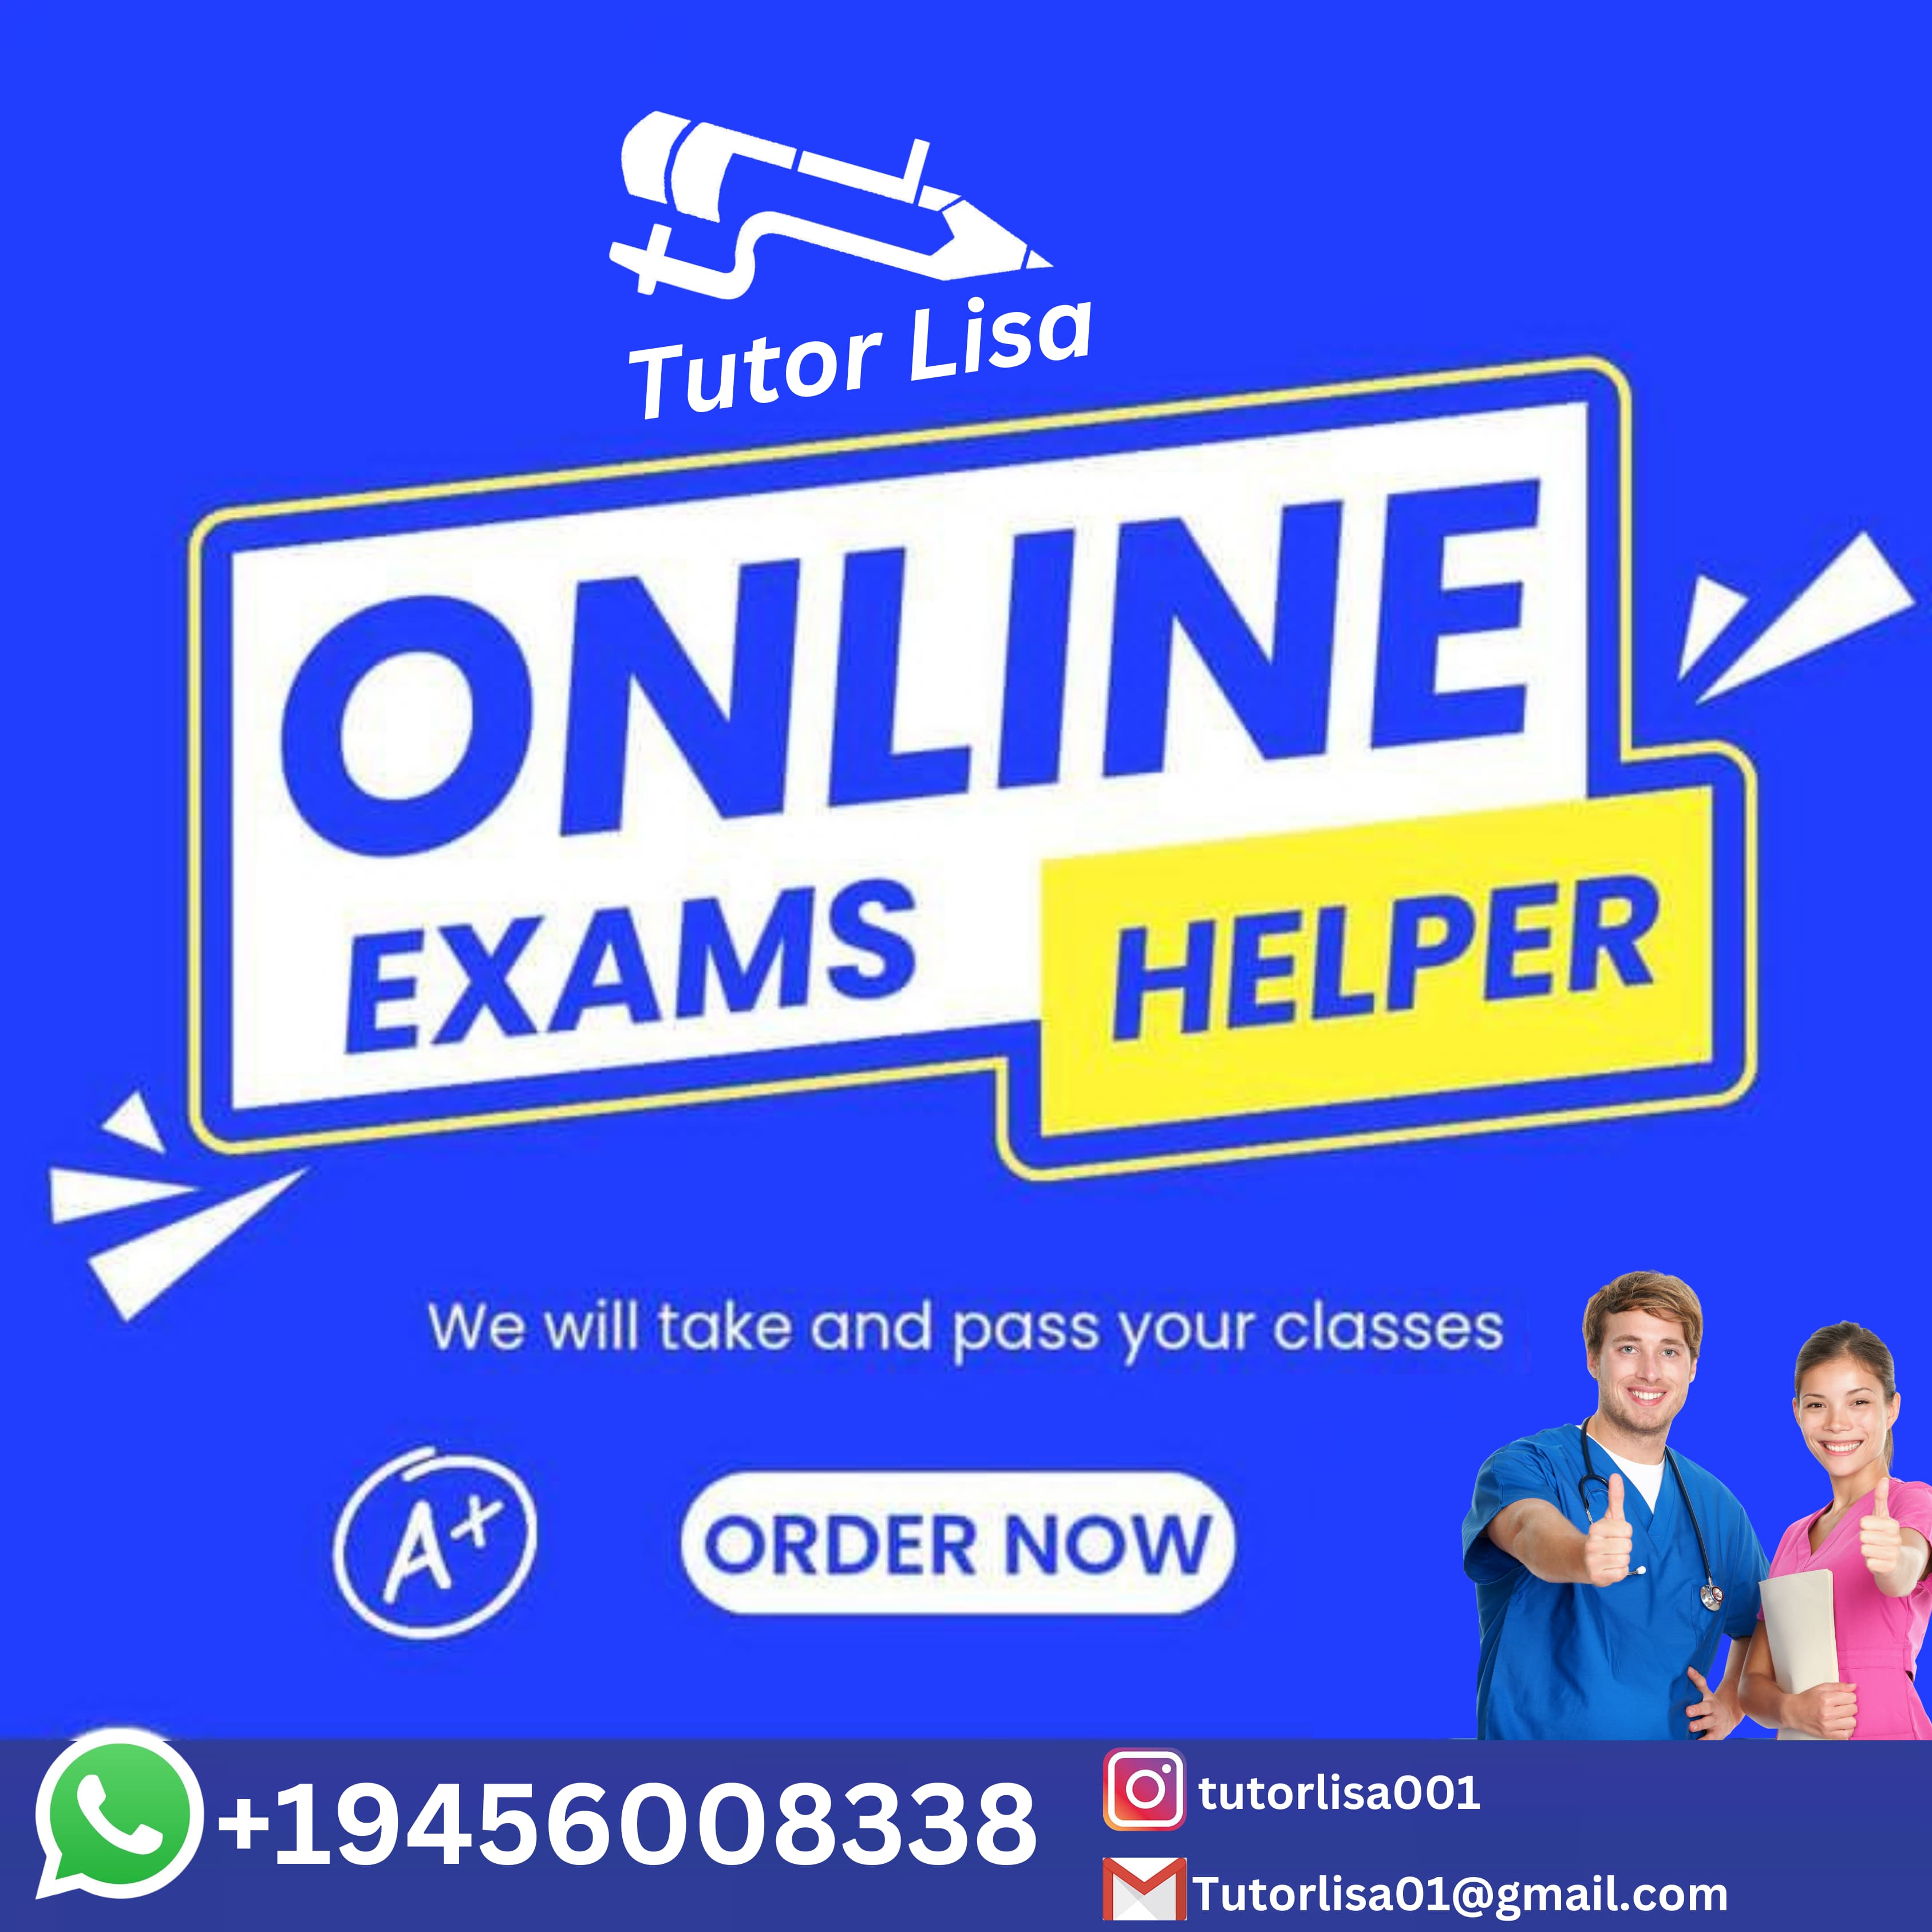 Tutor Lisa
ONLINE
EXAMS
HELPER
We will take and pass your classes
A+
ORDER NOW
+19456008338
tutorlisa001
Tutorlisa01@gmail.com